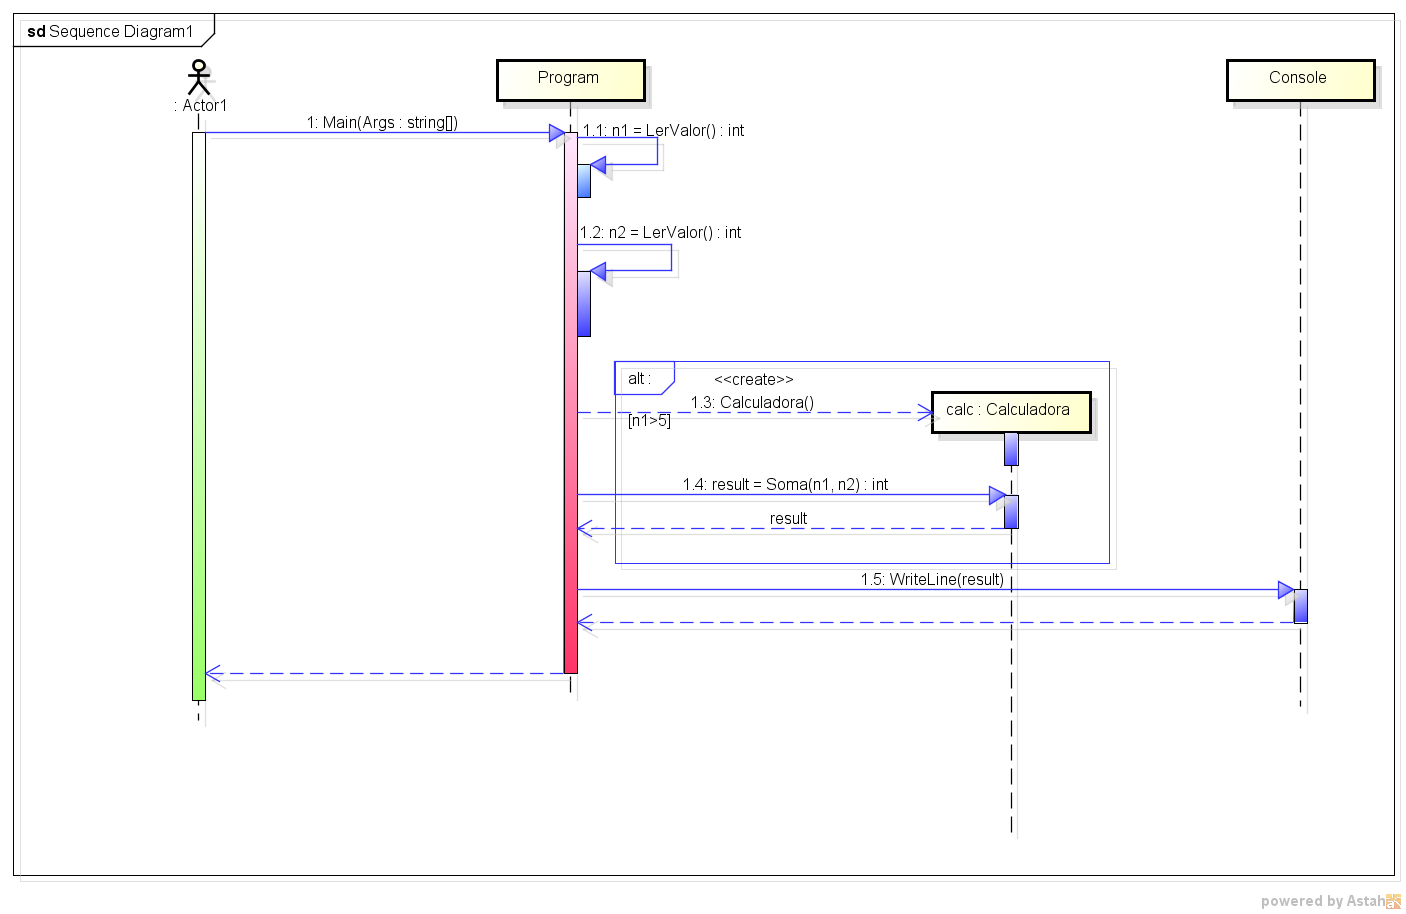 sd Sequence Diagram1
: Actor1
Program
Console
1: Main(Args : string[])
1.1: n1 = LerValor() : int
1.2: n2 = LerValor() : int
alt :
<<create>>
1.3: Calculadora()
calc : Calculadora
[n1>5]
1.4: result = Soma(n1, n2) : int
result
1.5: WriteLine(result)
powered by Astah